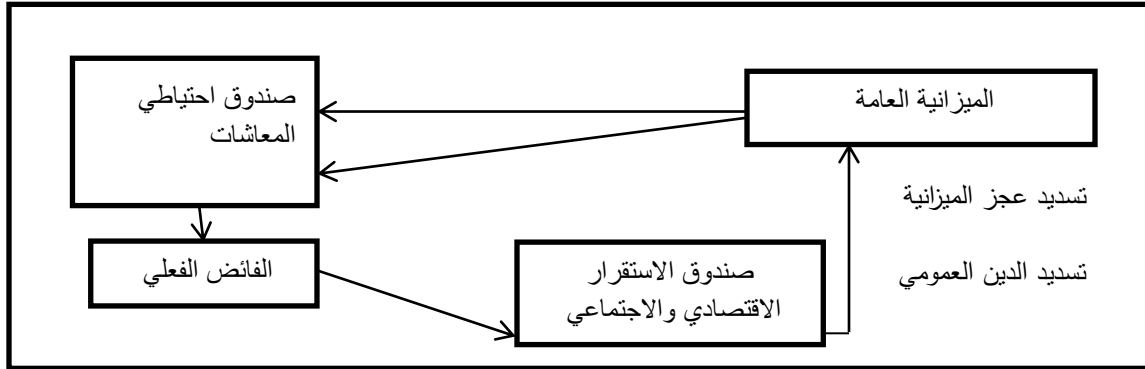 الميزانية العامة
صندوق احتياطي
المعاشات
تسديد عجز الميزانية
الفائض الفعلي
صندوق الاستقرار
الاقتصادي والاجتماعي
تسديد الدين العمومي